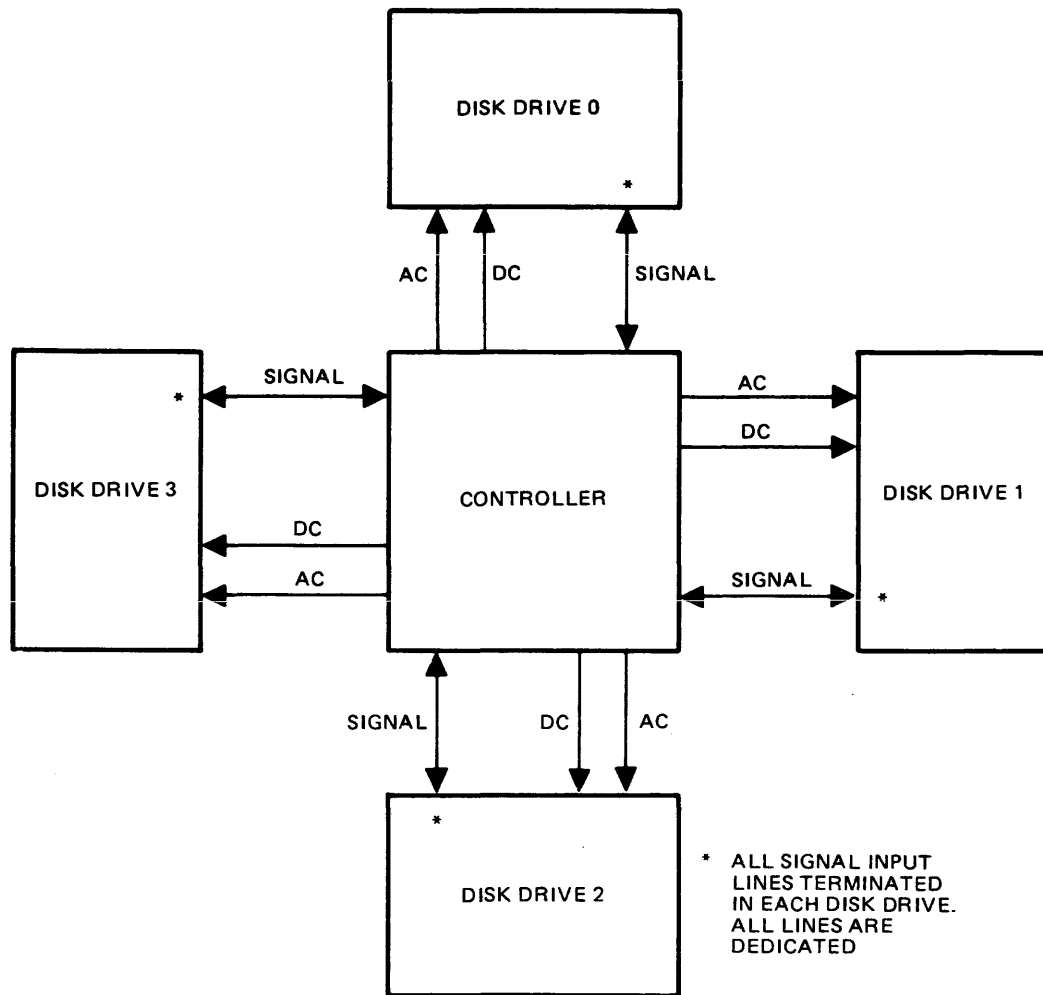 DISK DRIVE 0
*
AC
DC
SIGNAL
SIGNAL
*
AC
DC
DISK DRIVE 3
CONTROLLER
DISK DRIVE 1
DC
AC
SIGNAL
*
SIGNAL
DC
AC
*
DISK DRIVE 2
* ALL SIGNAL INPUT
LINES TERMINATED
IN EACH DISK DRIVE.
ALL LINES ARE
DEDICATED